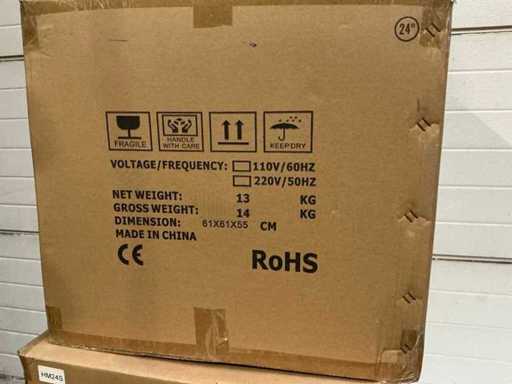 24"
FRAGILE
HANDLE
WITH CARE
KEEP DRY
VOLTAGE/FREQUENCY: 110V/60HZ
220V/50HZ
NET WEIGHT: 13 KG
GROSS WEIGHT: 14 KG
DIMENSION: 61X61X55 CM
MADE IN CHINA
CE RoHS
HM24S